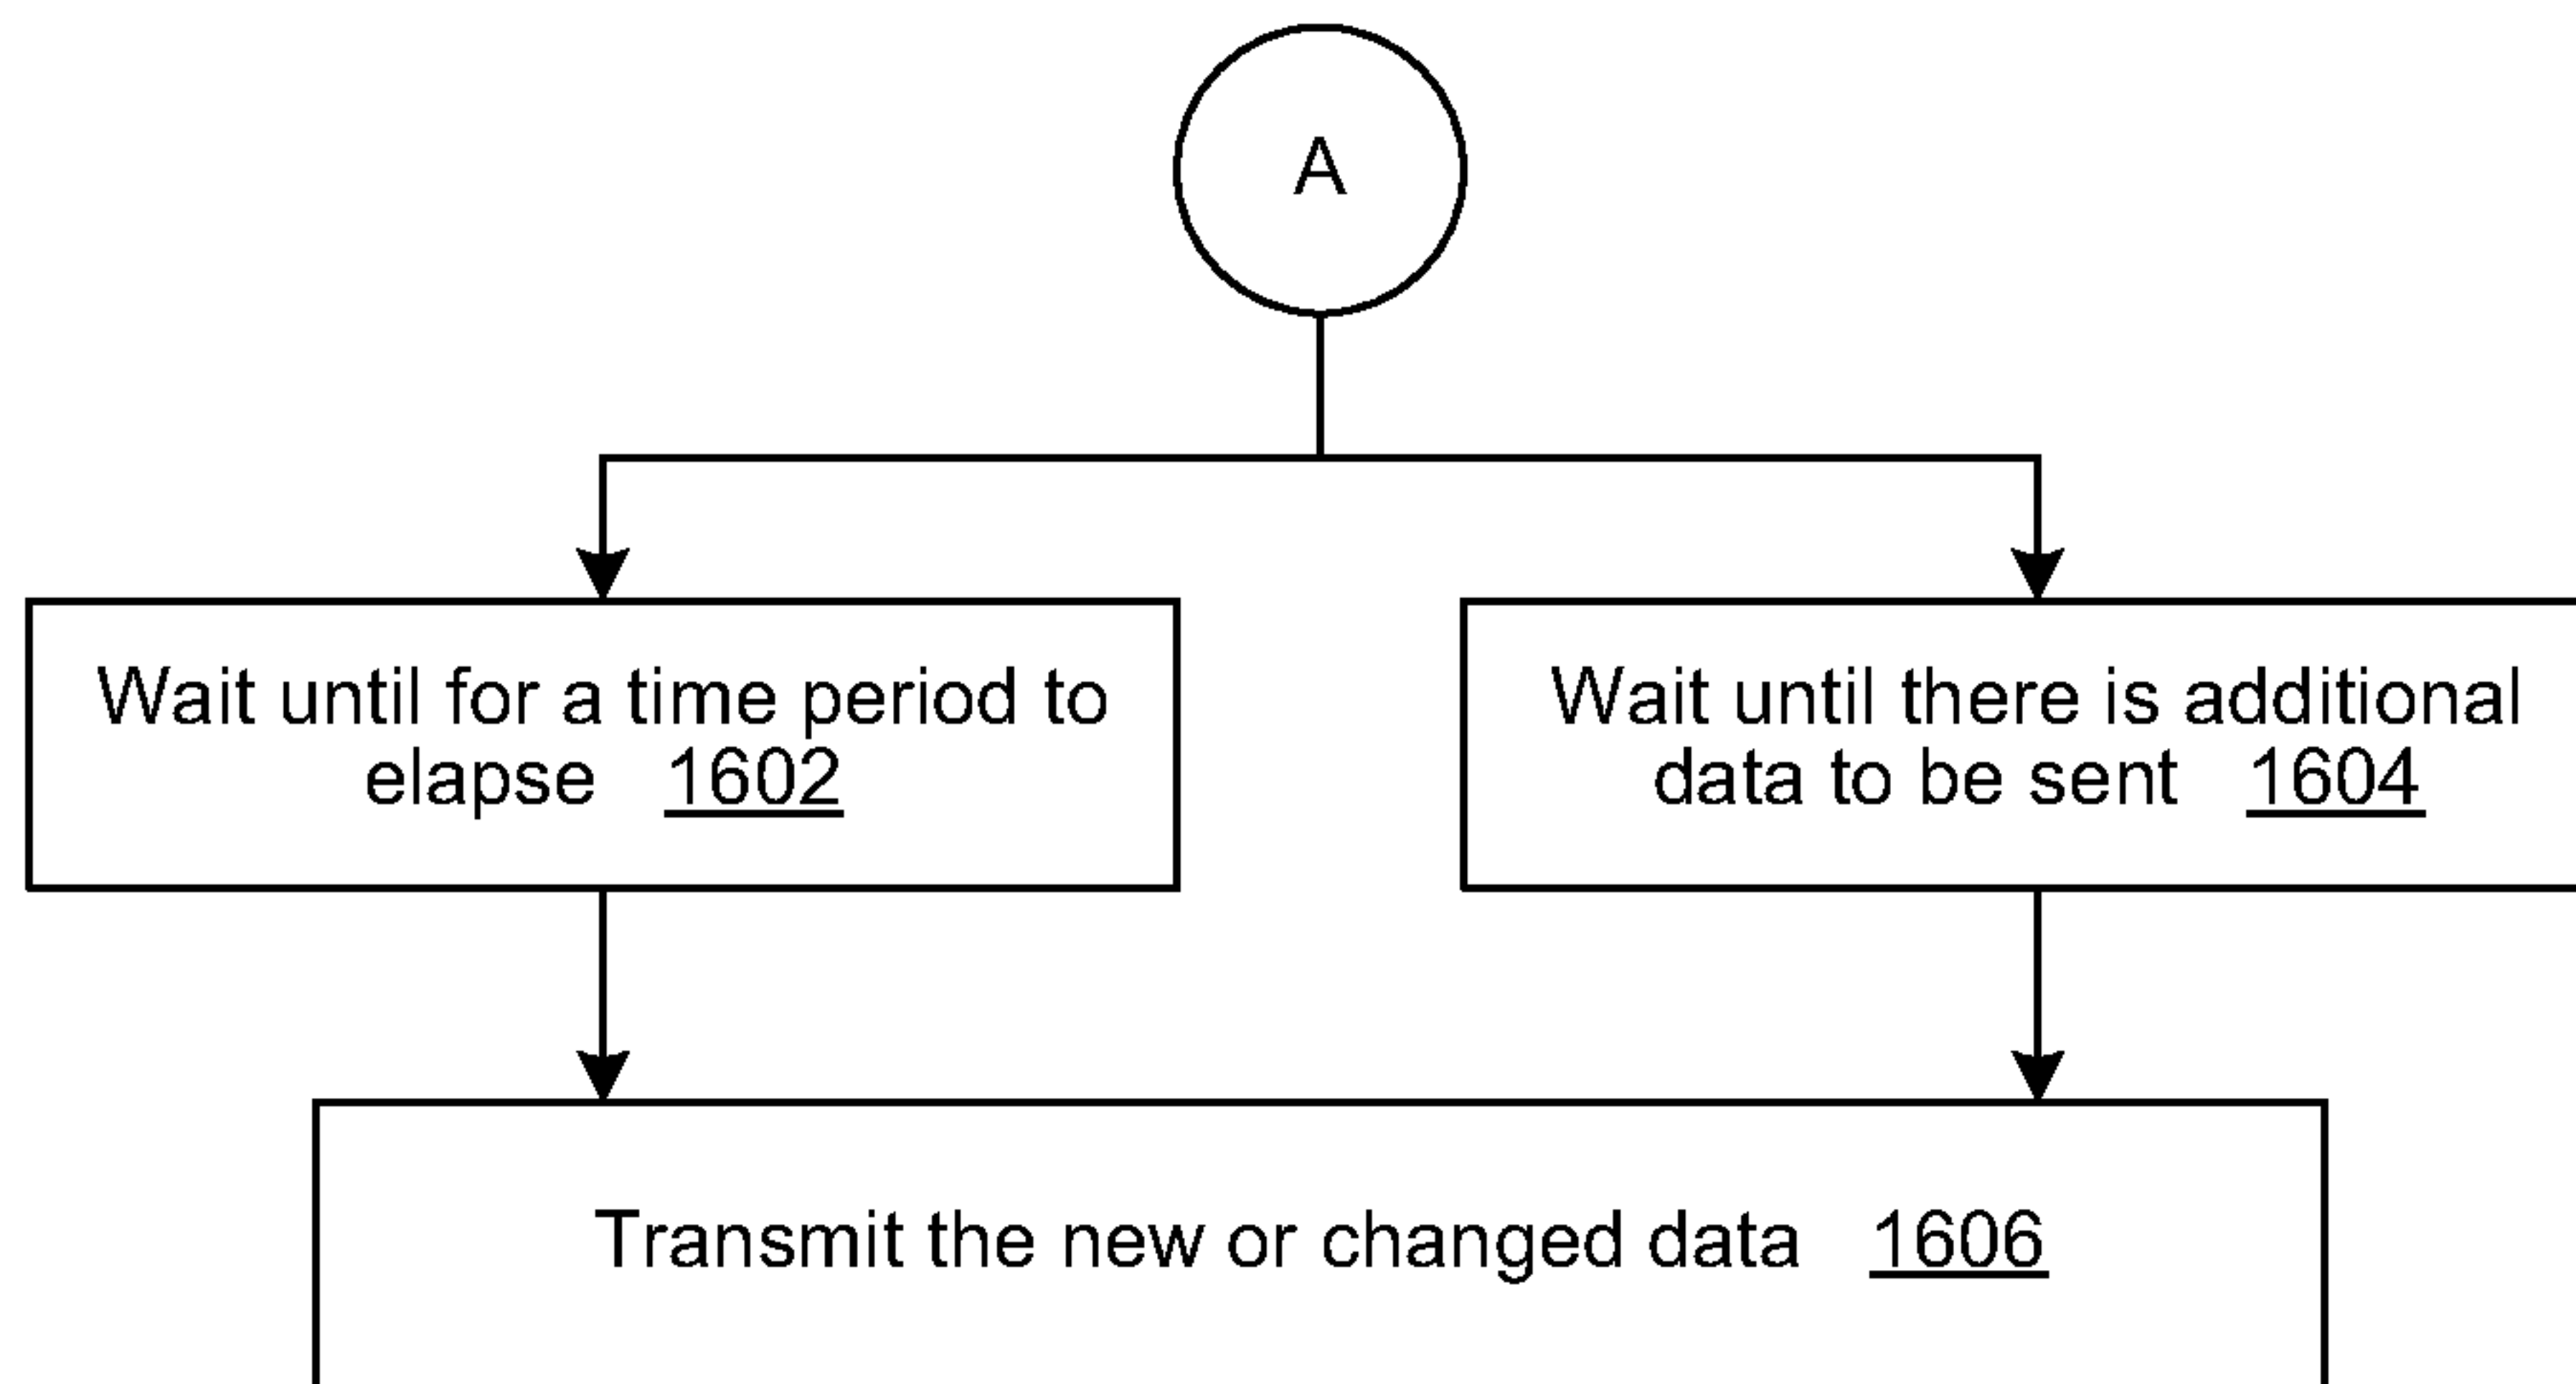 A
Wait until for a time period to
elapse 1602
Wait until there is additional
data to be sent 1604
Transmit the new or changed data 1606